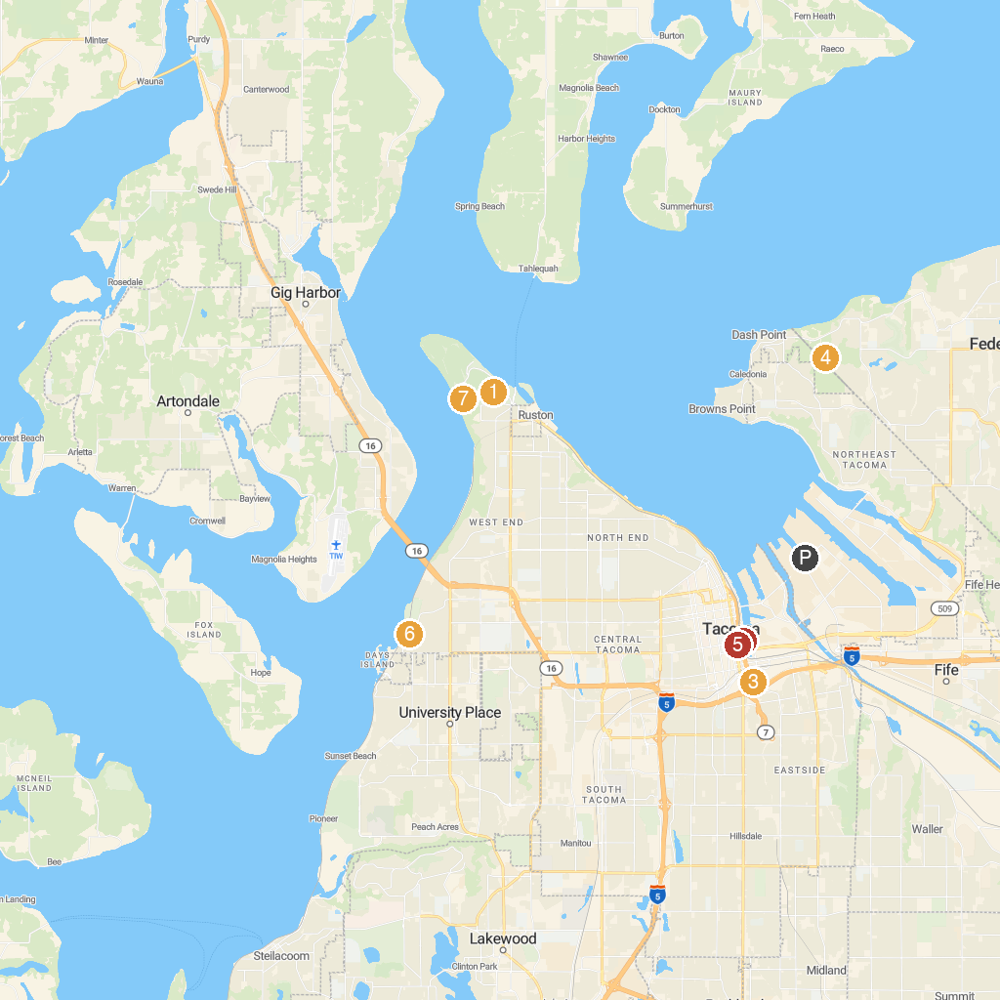 Fern Heath
Burton
Minter
Purdy
Raeco
Shawnee
Wauna
Canterwood
Magnolia Beach
MAURY
ISLAND
Dockton
Harbor Heights
Swede Hill
Spring Beach
Summerhurst
Tahlequah
Rosedale
Gig Harbor
Dash Point
Fede
4
Caledonia
1
7
Artondale
Browns Point
Ruston
orest Beach
16
Arletta
NORTHEAST
TACOMA
Warren
Bayview
Cromwell
WEST END
NORTH END
TIW
16
Magnolia Heights
P
Fife He
509
FOX
ISLAND
Tacoma
6
5
CENTRAL
TACOMA
DAYS
ISLAND
5
16
Fife
Hope
3
5
University Place
7
Sunset Beach
EASTSIDE
MCNEIL
ISLAND
SOUTH
TACOMA
Pioneer
Peach Acres
Waller
Hillsdale
Manitou
Bee
5
n Landing
Lakewood
Steilacoom
Clinton Park
Midland
Summit